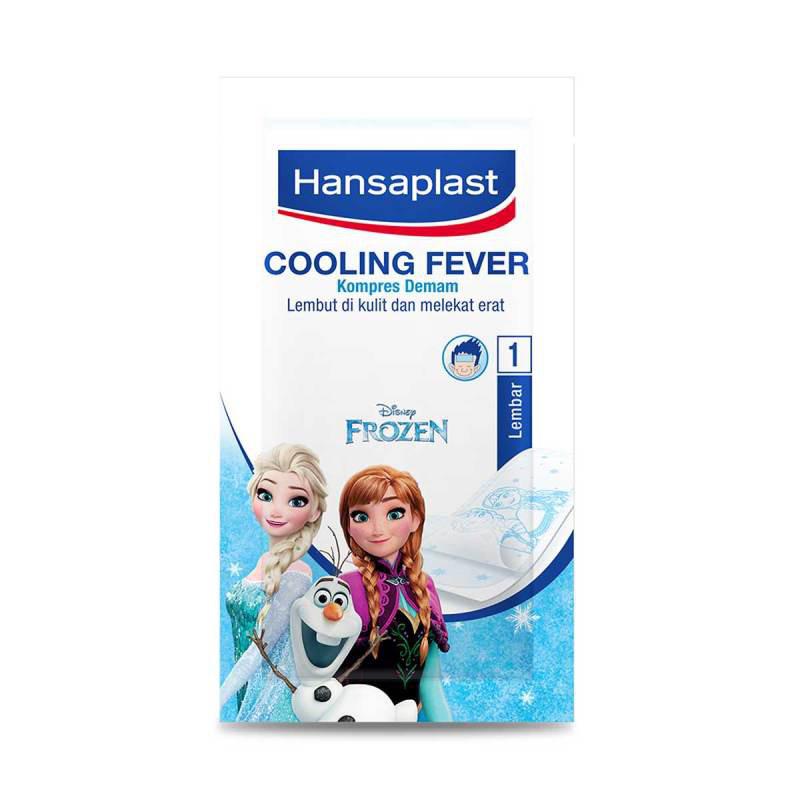 Hansaplast
COOLING FEVER
Kompres Demam
Lembut di kulit dan melekat erat
1
Lembar
Disney
FROZEN